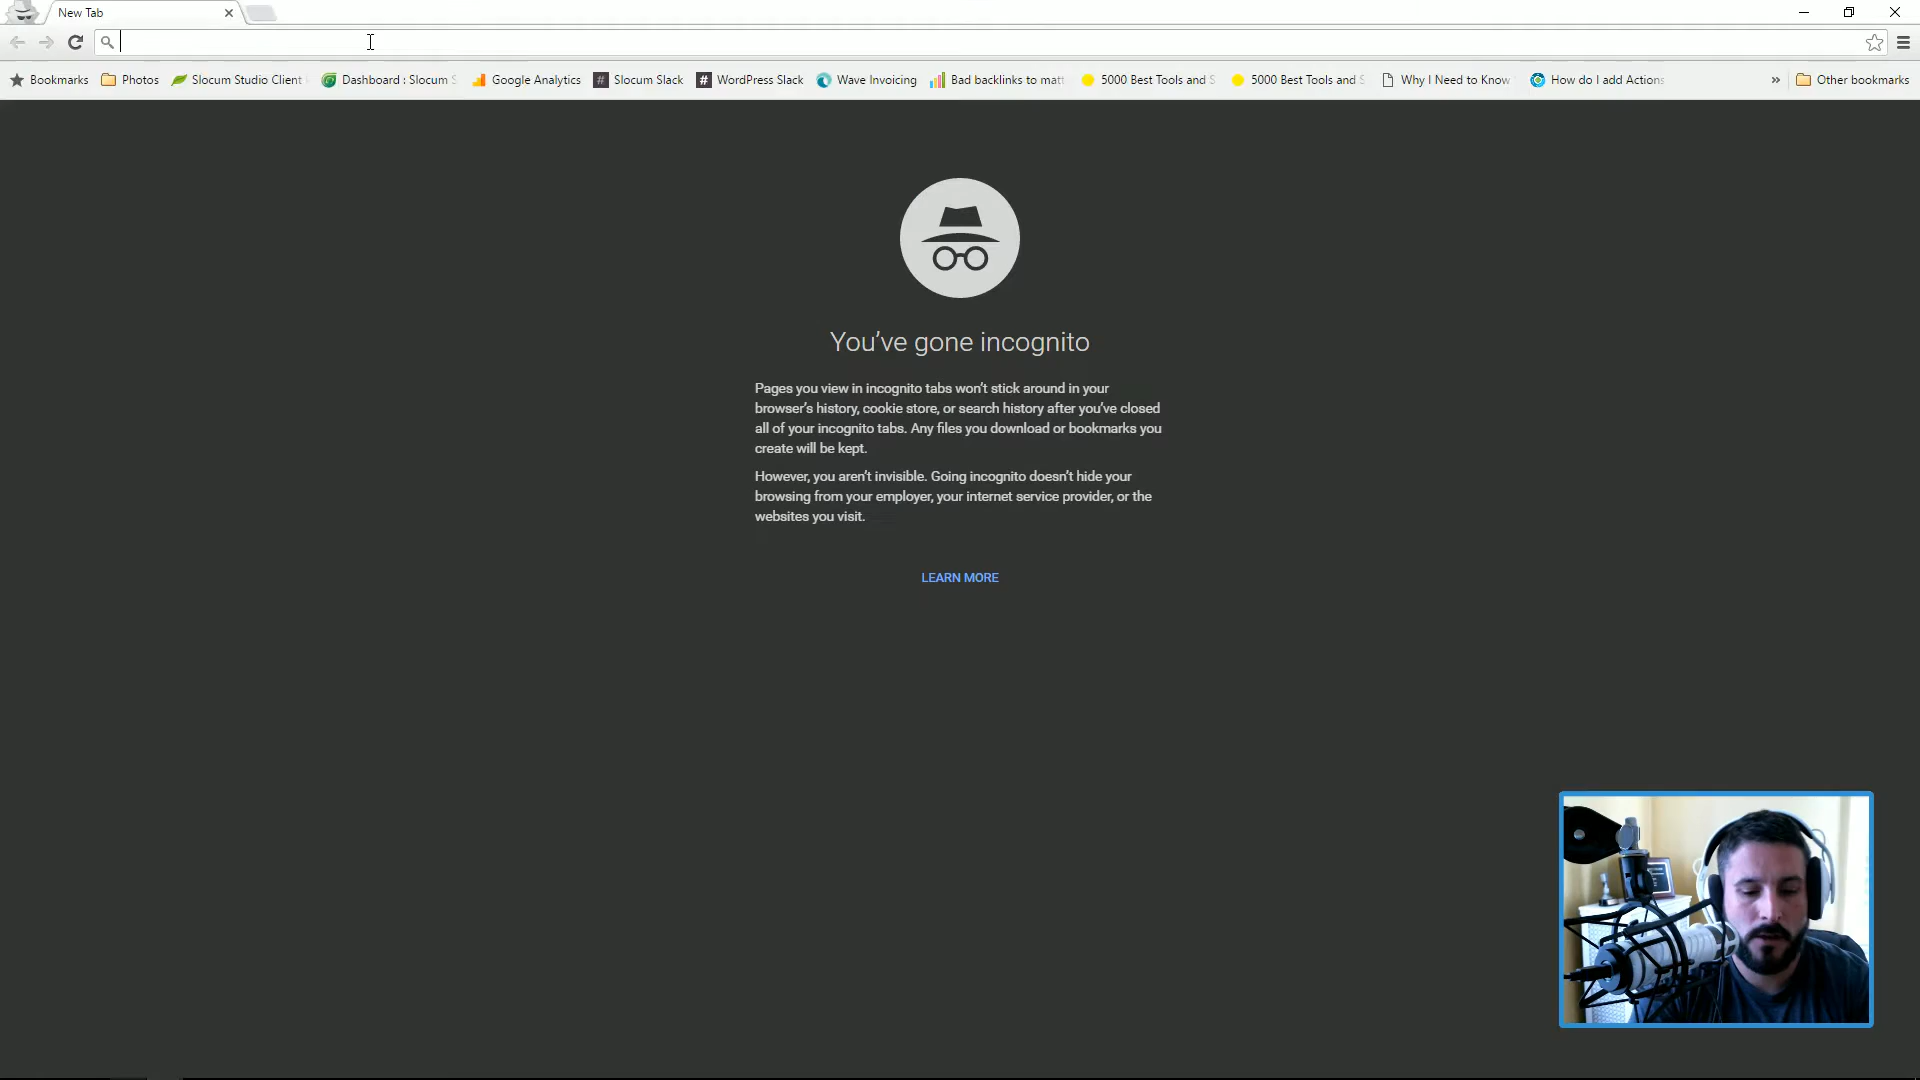 New Tab
Bookmarks Photos Slocum Studio Client Dashboard : Slocum S Google Analytics # Slocum Slack # WordPress Slack Wave Invoicing Bad backlinks to matt 5000 Best Tools and S 5000 Best Tools and S Why I Need to Know How do I add Actions » Other bookmarks
You've gone incognito
Pages you view in incognito tabs won't stick around in your
browser's history, cookie store, or search history after you've closed
all of your incognito tabs. Any files you download or bookmarks you
create will be kept.
However, you aren't invisible. Going incognito doesn't hide your
browsing from your employer, your internet service provider, or the
websites you visit.
LEARN MORE